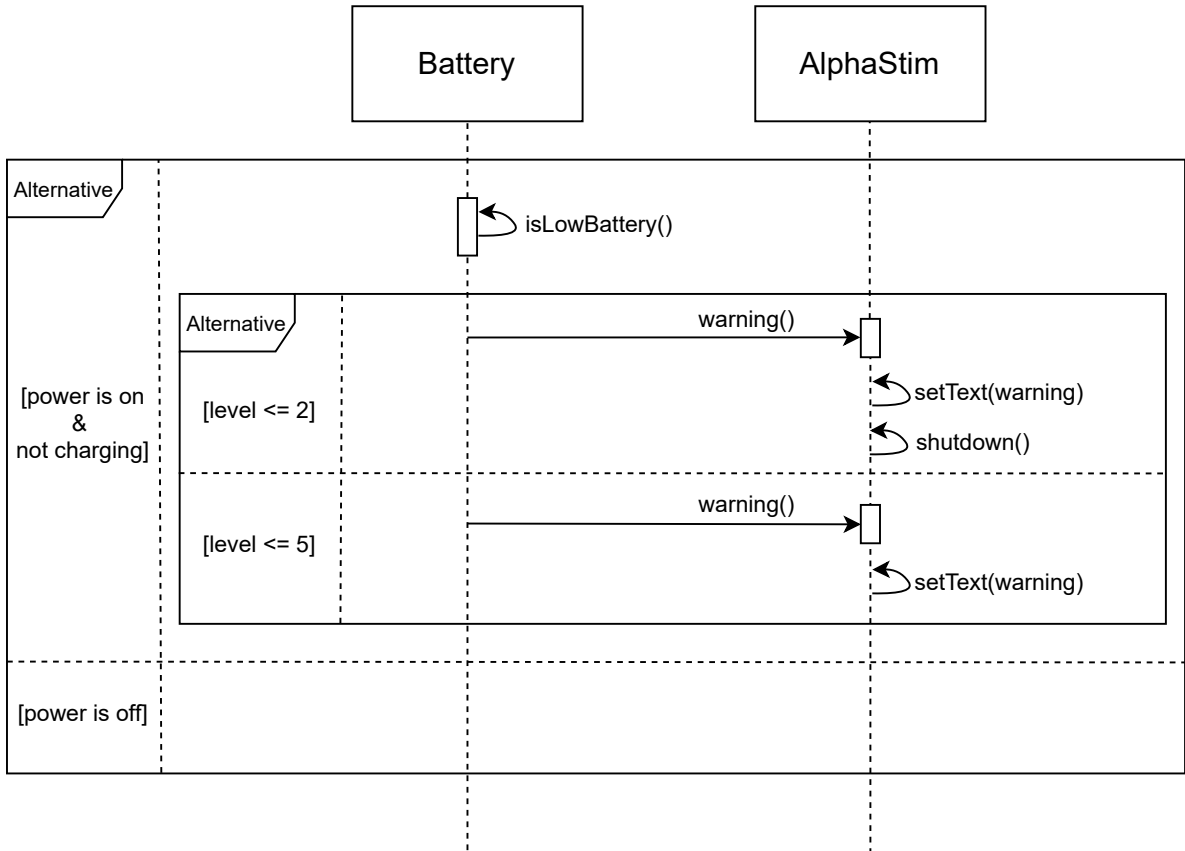 Battery
AlphaStim
Alternative
isLowBattery()
Alternative
warning()
[power is on
&
not charging]
[level <= 2]
setText(warning)
shutdown()
warning()
[level <= 5]
setText(warning)
[power is off]